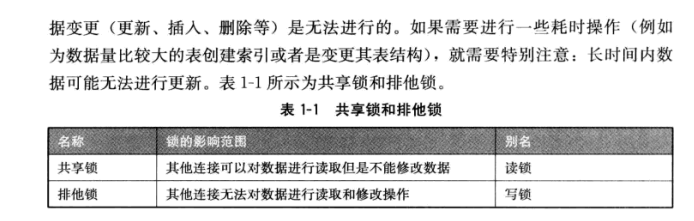 据变更（更新、插入、删除等）是无法进行的。如果需要进行一些耗时操作（例如
为数据量比较大的表创建索引或者是变更其表结构），就需要特别注意：长时间内数
据可能无法进行更新。表 1-1 所示为共享锁和排他锁。
表 1-1 共享锁和排他锁
名称 锁的影响范围 别名
共享锁 其他连接可以对数据进行读取但是不能修改数据 读锁
排他锁 其他连接无法对数据进行读取和修改操作 写锁